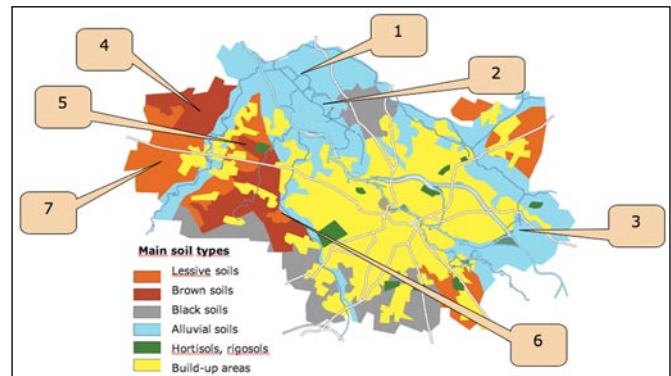 1
4
2
5
7
3
6
Main soil types
Lessive soils
Brown soils
Black soils
Alluvial soils
Hortisols, rigosols
Build-up areas